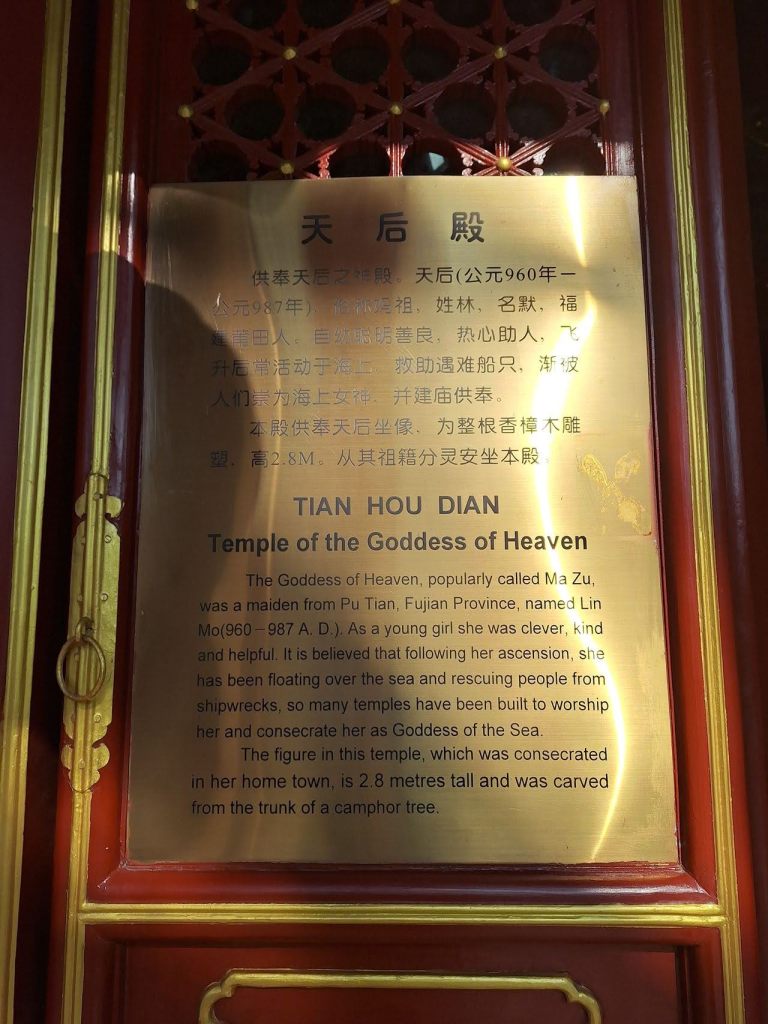 天后殿
供奉天后之神殿。天后(公元960年一
公元987年)，俗称妈祖，姓林，名默，福
建莆田人。自幼聪明善良，热心助人，飞
升后常活动于海上，救助遇难船只，渐被
人们崇为海上女神，并建庙供奉。
本殿供奉天后坐像，为整根香樟木雕
塑，高2.8M。从其祖籍分灵安坐本殿。
TIAN HOU DIAN
Temple of the Goddess of Heaven
The Goddess of Heaven, popularly called Ma Zu,
was a maiden from Pu Tian, Fujian Province, named Lin
Mo(960－987 A. D.). As a young girl she was clever, kind
and helpful. It is believed that following her ascension, she
has been floating over the sea and rescuing people from
shipwrecks, so many temples have been built to worship
her and consecrate her as Goddess of the Sea.
The figure in this temple, which was consecrated
in her home town, is 2.8 metres tall and was carved
from the trunk of a camphor tree.